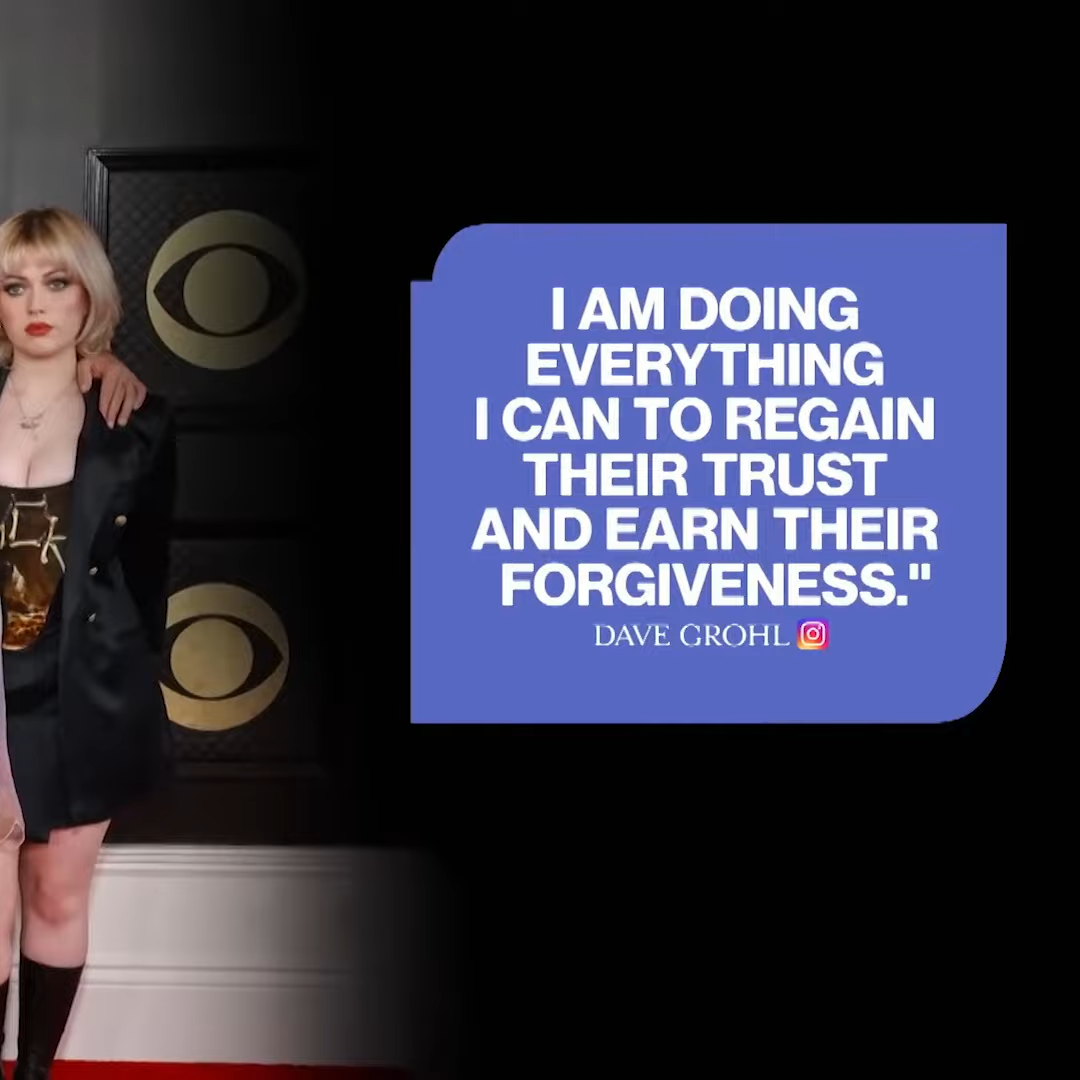 I AM DOING
EVERYTHING
I CAN TO REGAIN
THEIR TRUST
AND EARN THEIR
FORGIVENESS."
DAVE GROHL